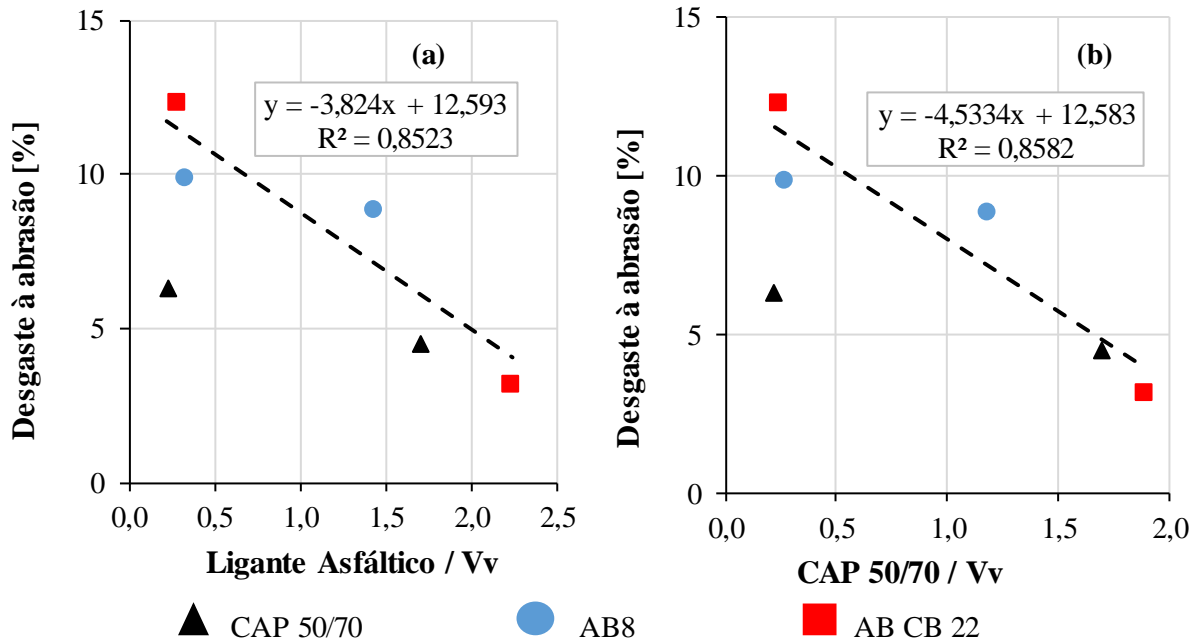 (a)
y = -3,824x + 12,593
R² = 0,8523
Desgaste à abrasão [%]
15
10
5
0
0,0 0,5 1,0 1,5 2,0 2,5
Ligante Asfáltico / Vv
(b)
y = -4,5334x + 12,583
R² = 0,8582
Desgaste à abrasão [%]
15
10
5
0
0,0 0,5 1,0 1,5 2,0
CAP 50/70 / Vv
CAP 50/70 AB8 AB CB 22